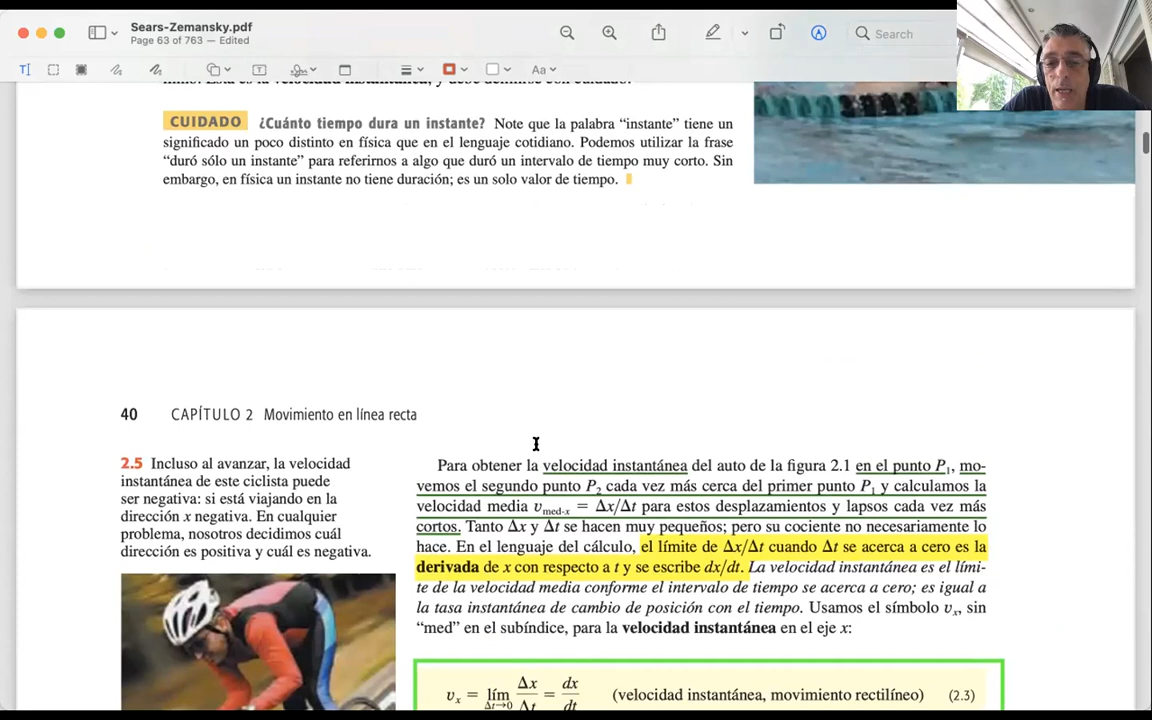 Sears-Zemansky.pdf
Page 63 of 763 — Edited
Search
Aa
CUIDADO ¿Cuánto tiempo dura un instante? Note que la palabra “instante” tiene un
significado un poco distinto en física que en el lenguaje cotidiano. Podemos utilizar la frase
“duró sólo un instante” para referirnos a algo que duró un intervalo de tiempo muy corto. Sin
embargo, en física un instante no tiene duración; es un solo valor de tiempo.
40 CAPÍTULO 2 Movimiento en línea recta
2.5 Incluso al avanzar, la velocidad
instantánea de este ciclista puede
ser negativa: si está viajando en la
dirección x negativa. En cualquier
problema, nosotros decidimos cuál
dirección es positiva y cuál es negativa.
Para obtener la velocidad instantánea del auto de la figura 2.1 en el punto P₁, mo-
vemos el segundo punto P₂ cada vez más cerca del primer punto P₁ y calculamos la
velocidad media υmed-x = Δx/Δt para estos desplazamientos y lapsos cada vez más
cortos. Tanto Δx y Δt se hacen muy pequeños; pero su cociente no necesariamente lo
hace. En el lenguaje del cálculo, el límite de Δx/Δt cuando Δt se acerca a cero es la
derivada de x con respecto a t y se escribe dx/dt. La velocidad instantánea es el lími-
te de la velocidad media conforme el intervalo de tiempo se acerca a cero; es igual a
la tasa instantánea de cambio de posición con el tiempo. Usamos el símbolo υx, sin
“med” en el subíndice, para la velocidad instantánea en el eje x:
υx = lím Δt→0 Δx/Δt = dx/dt (velocidad instantánea, movimiento rectilíneo) (2.3)